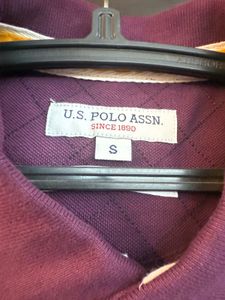 U.S. POLO ASSN.
SINCE 1890
S